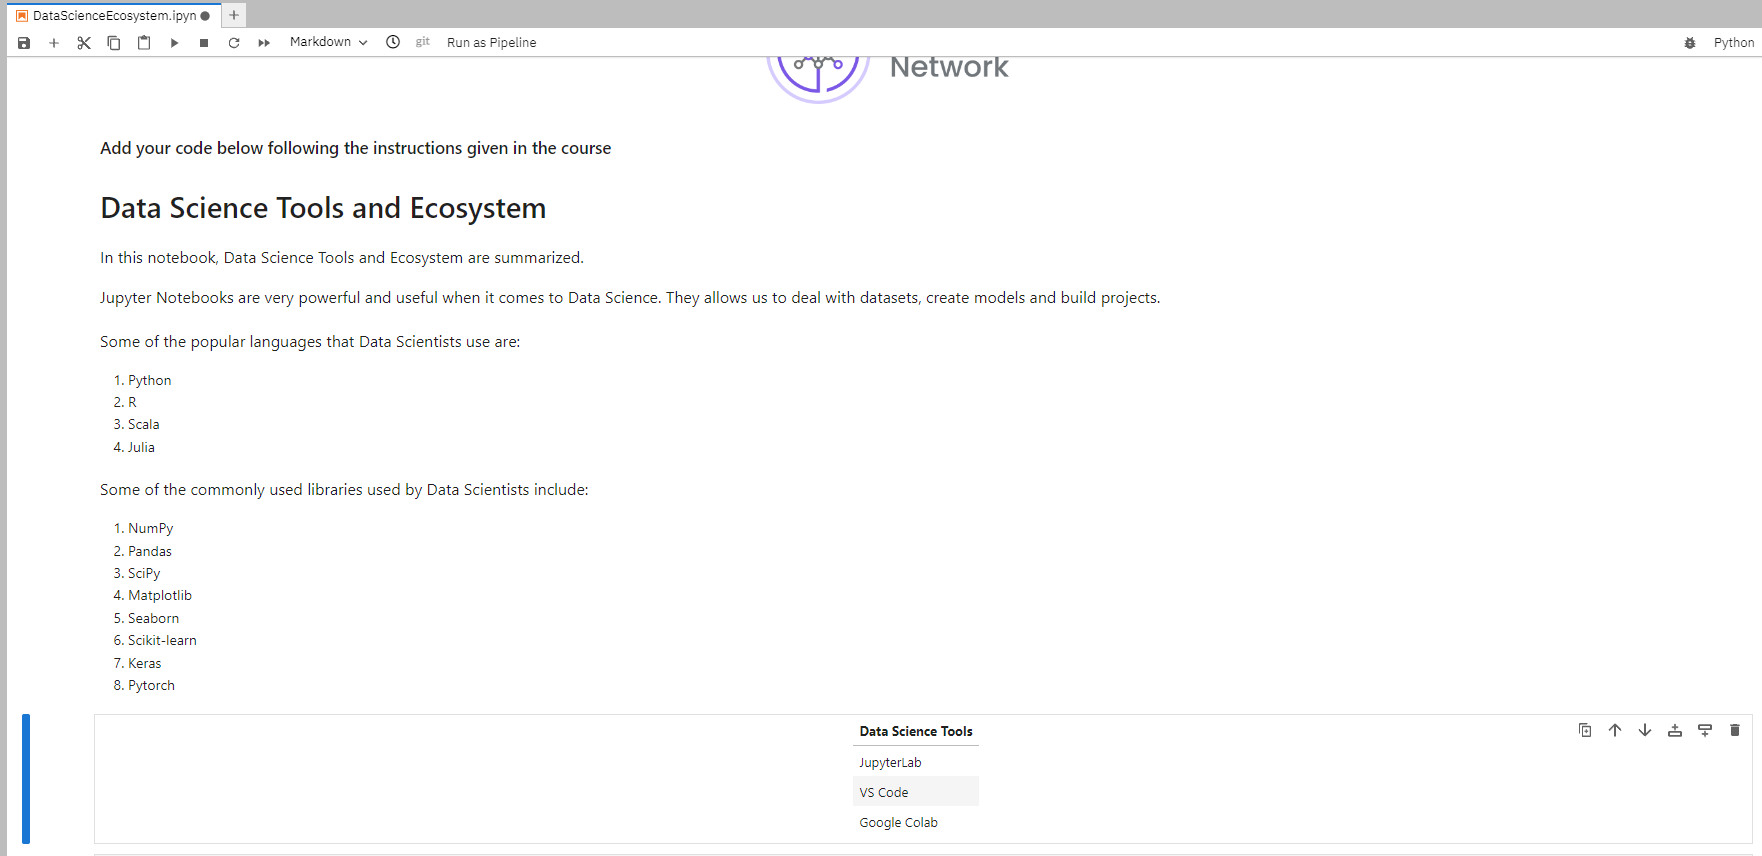 DataScienceEcosystem.ipyn
Markdown
git
Run as Pipeline
Python
Network
Add your code below following the instructions given in the course
Data Science Tools and Ecosystem
In this notebook, Data Science Tools and Ecosystem are summarized.
Jupyter Notebooks are very powerful and useful when it comes to Data Science. They allows us to deal with datasets, create models and build projects.
Some of the popular languages that Data Scientists use are:
1. Python
2. R
3. Scala
4. Julia
Some of the commonly used libraries used by Data Scientists include:
1. NumPy
2. Pandas
3. SciPy
4. Matplotlib
5. Seaborn
6. Scikit-learn
7. Keras
8. Pytorch
Data Science Tools
JupyterLab
VS Code
Google Colab